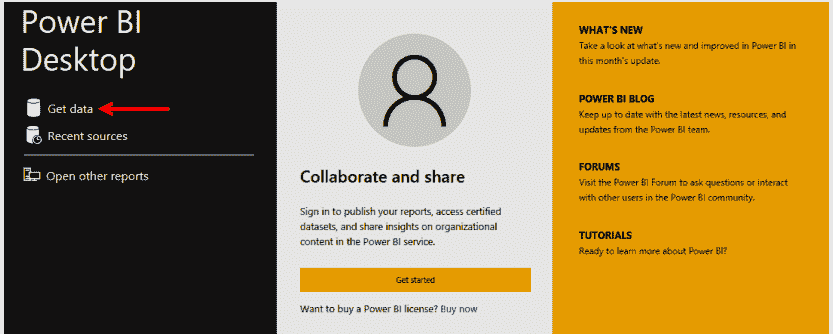 Power BI
Desktop
Get data
Recent sources
Open other reports
Collaborate and share
Sign in to publish your reports, access certified
datasets, and share insights on organizational
content in the Power BI service.
Get started
Want to buy a Power BI license? Buy now
WHAT'S NEW
Take a look at what's new and improved in Power BI in
this month's update.
POWER BI BLOG
Keep up to date with the latest news, resources, and
updates from the Power BI team.
FORUMS
Visit the Power BI Forum to ask questions or interact
with other users in the Power BI community.
TUTORIALS
Ready to learn more about Power BI?